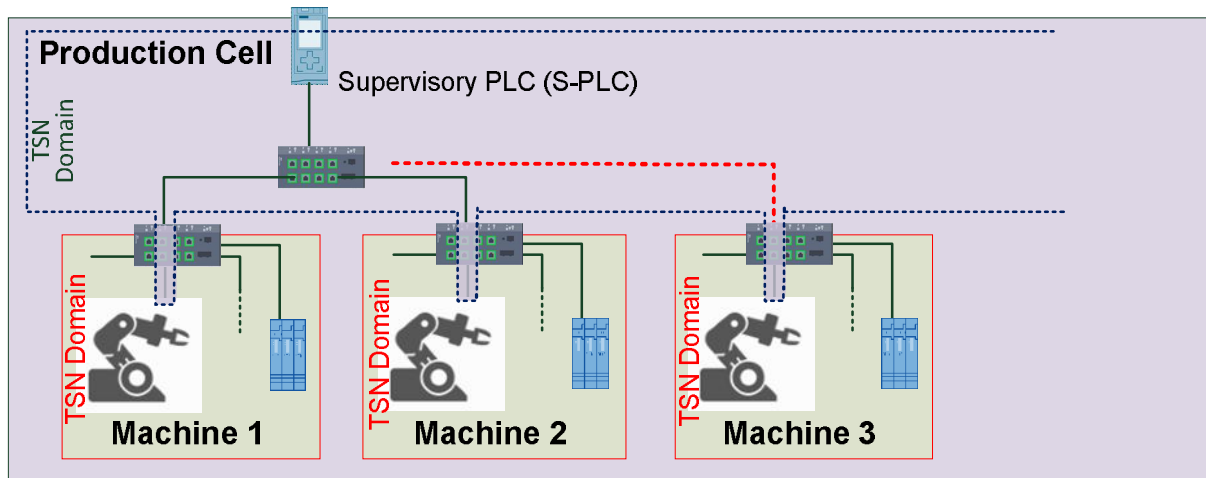 Production Cell
Supervisory PLC (S-PLC)
TSN
Domain
TSN Domain
TSN Domain
TSN Domain
Machine 1
Machine 2
Machine 3